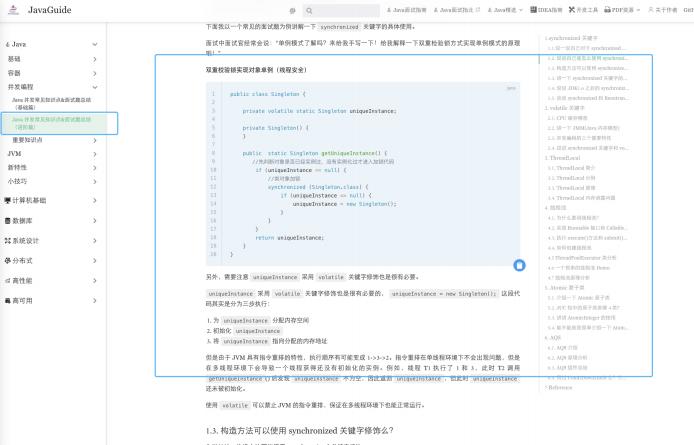 JavaGuide
Java面试指南
Java面试指北
Java精选
IDEA指南
开发工具
PDF资源
关于作者
Java
基础
容器
并发编程
Java 并发常见知识点&面试题总结
（基础篇）
Java 并发常见知识点&面试题总结
（进阶篇）
重要知识点
JVM
新特性
小技巧
计算机基础
数据库
系统设计
分布式
高性能
高可用
下面我以一个常见的面试题为例讲解一下 synchronized 关键字的具体使用。
面试中面试官经常会说："单例模式了解吗？来给我手写一下！给我解释一下双重检验锁方式实现单例模式的原理
呗！"
双重校验锁实现对象单例（线程安全）
java
1 public class Singleton {
2
3 private volatile static Singleton uniqueInstance;
4
5 private Singleton() {
6 }
7
8 public static Singleton getUniqueInstance() {
9 //先判断对象是否已经实例过，没有实例化过才进入加锁代码
10 if (uniqueInstance == null) {
11 //类对象加锁
12 synchronized (Singleton.class) {
13 if (uniqueInstance == null) {
14 uniqueInstance = new Singleton();
15 }
16 }
17 }
18 return uniqueInstance;
19 }
20 }
另外，需要注意 uniqueInstance 采用 volatile 关键字修饰也是很有必要。
uniqueInstance 采用 volatile 关键字修饰也是很有必要的， uniqueInstance = new Singleton(); 这段代
码其实是分为三步执行：
1. 为 uniqueInstance 分配内存空间
2. 初始化 uniqueInstance
3. 将 uniqueInstance 指向分配的内存地址
但是由于 JVM 具有指令重排的特性，执行顺序有可能变成 1->3->2。指令重排在单线程环境下不会出现问题，但是
在多线程环境下会导致一个线程获得还没有初始化的实例。例如，线程 T1 执行了 1 和 3，此时 T2 调用
getUniqueInstance () 后发现 uniqueInstance 不为空，因此返回 uniqueInstance ，但此时 uniqueInstance
还未被初始化。
使用 volatile 可以禁止 JVM 的指令重排，保证在多线程环境下也能正常运行。
1.3. 构造方法可以使用 synchronized 关键字修饰么？
1.synchronized 关键字
1.1.说一说自己对于 synchronized...
1.2. 说说自己是怎么使用 synchroni...
1.3. 构造方法可以使用 synchronize...
1.4. 讲一下 synchronized 关键字的...
1.5. 说说 JDK1.6 之后的 synchroniz...
1.6. 谈谈 synchronized 和 Reentran...
2. volatile 关键字
2.1. CPU 缓存模型
2.2. 讲一下 JMM(Java 内存模型)
2.3. 并发编程的三个重要特性
2.4. 说说 synchronized 关键字和 vo...
3. ThreadLocal
3.1. ThreadLocal 简介
3.2. ThreadLocal 示例
3.3. ThreadLocal 原理
3.4. ThreadLocal 内存泄露问题
4. 线程池
4.1. 为什么要用线程池？
4.2. 实现 Runnable 接口和 Callable...
4.3. 执行 execute()方法和 submit()...
4.4. 如何创建线程池
4.5 ThreadPoolExecutor 类分析
4.6 一个简单的线程池 Demo
4.7 线程池原理分析
5. Atomic 原子类
5.1. 介绍一下 Atomic 原子类
5.2. JUC 包中的原子类是哪 4 类?
5.3. 讲讲 AtomicInteger 的使用
5.4. 能不能给我简单介绍一下 Atom...
6. AQS
6.1. AQS 介绍
6.2. AQS 原理分析
6.3. AQS 组件总结
Reference